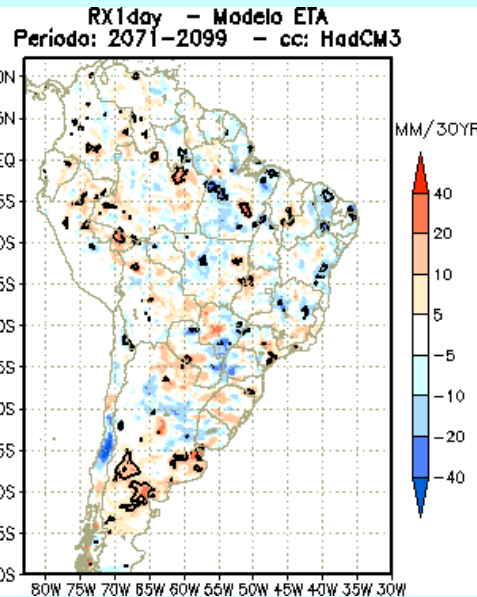 RX1day - Modelo ETA
Periodo: 2071-2099 - cc: HadCM3
MM/30YR
0N
5N
EQ
5S
0S
5S
0S
5S
0S
5S
0S
5S
0S
40
20
10
5
-5
-10
-20
-40
80W 75W 70W 65W 60W 55W 50W 45W 40W 35W 30W